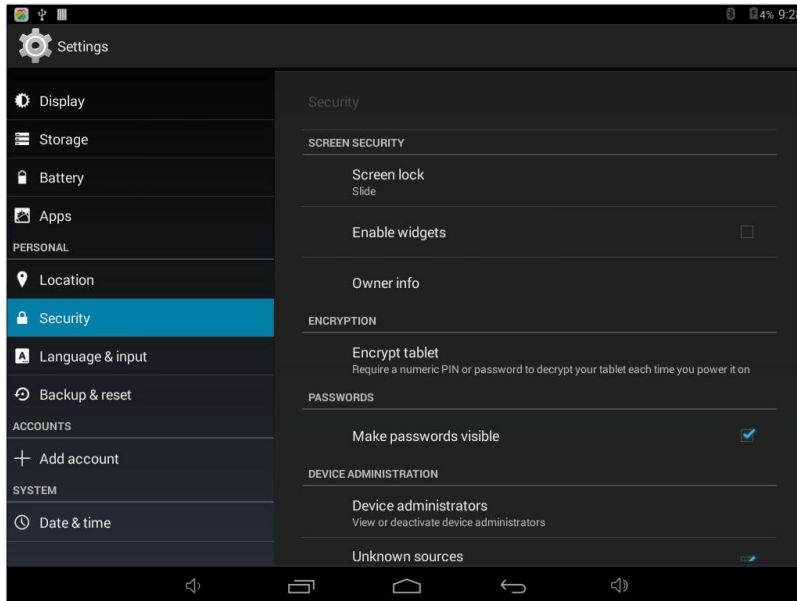 4% 9:28
Settings
Display
Storage
Battery
Apps
PERSONAL
Location
Security
Language & input
Backup & reset
ACCOUNTS
Add account
SYSTEM
Date & time
Security
SCREEN SECURITY
Screen lock
Slide
Enable widgets
Owner info
ENCRYPTION
Encrypt tablet
Require a numeric PIN or password to decrypt your tablet each time you power it on
PASSWORDS
Make passwords visible
DEVICE ADMINISTRATION
Device administrators
View or deactivate device administrators
Unknown sources